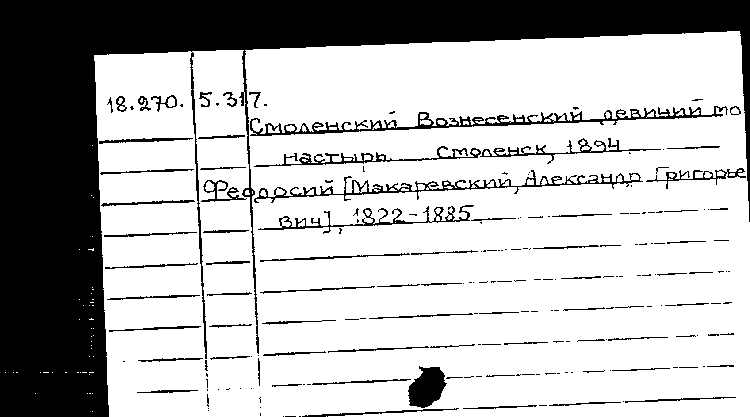 18.270. 5.317.
Смоленский Вознесенский девичий мо
настырь Смоленск, 1894
Феодосий [Макаревский, Александр Григорье
вич], 1822-1885